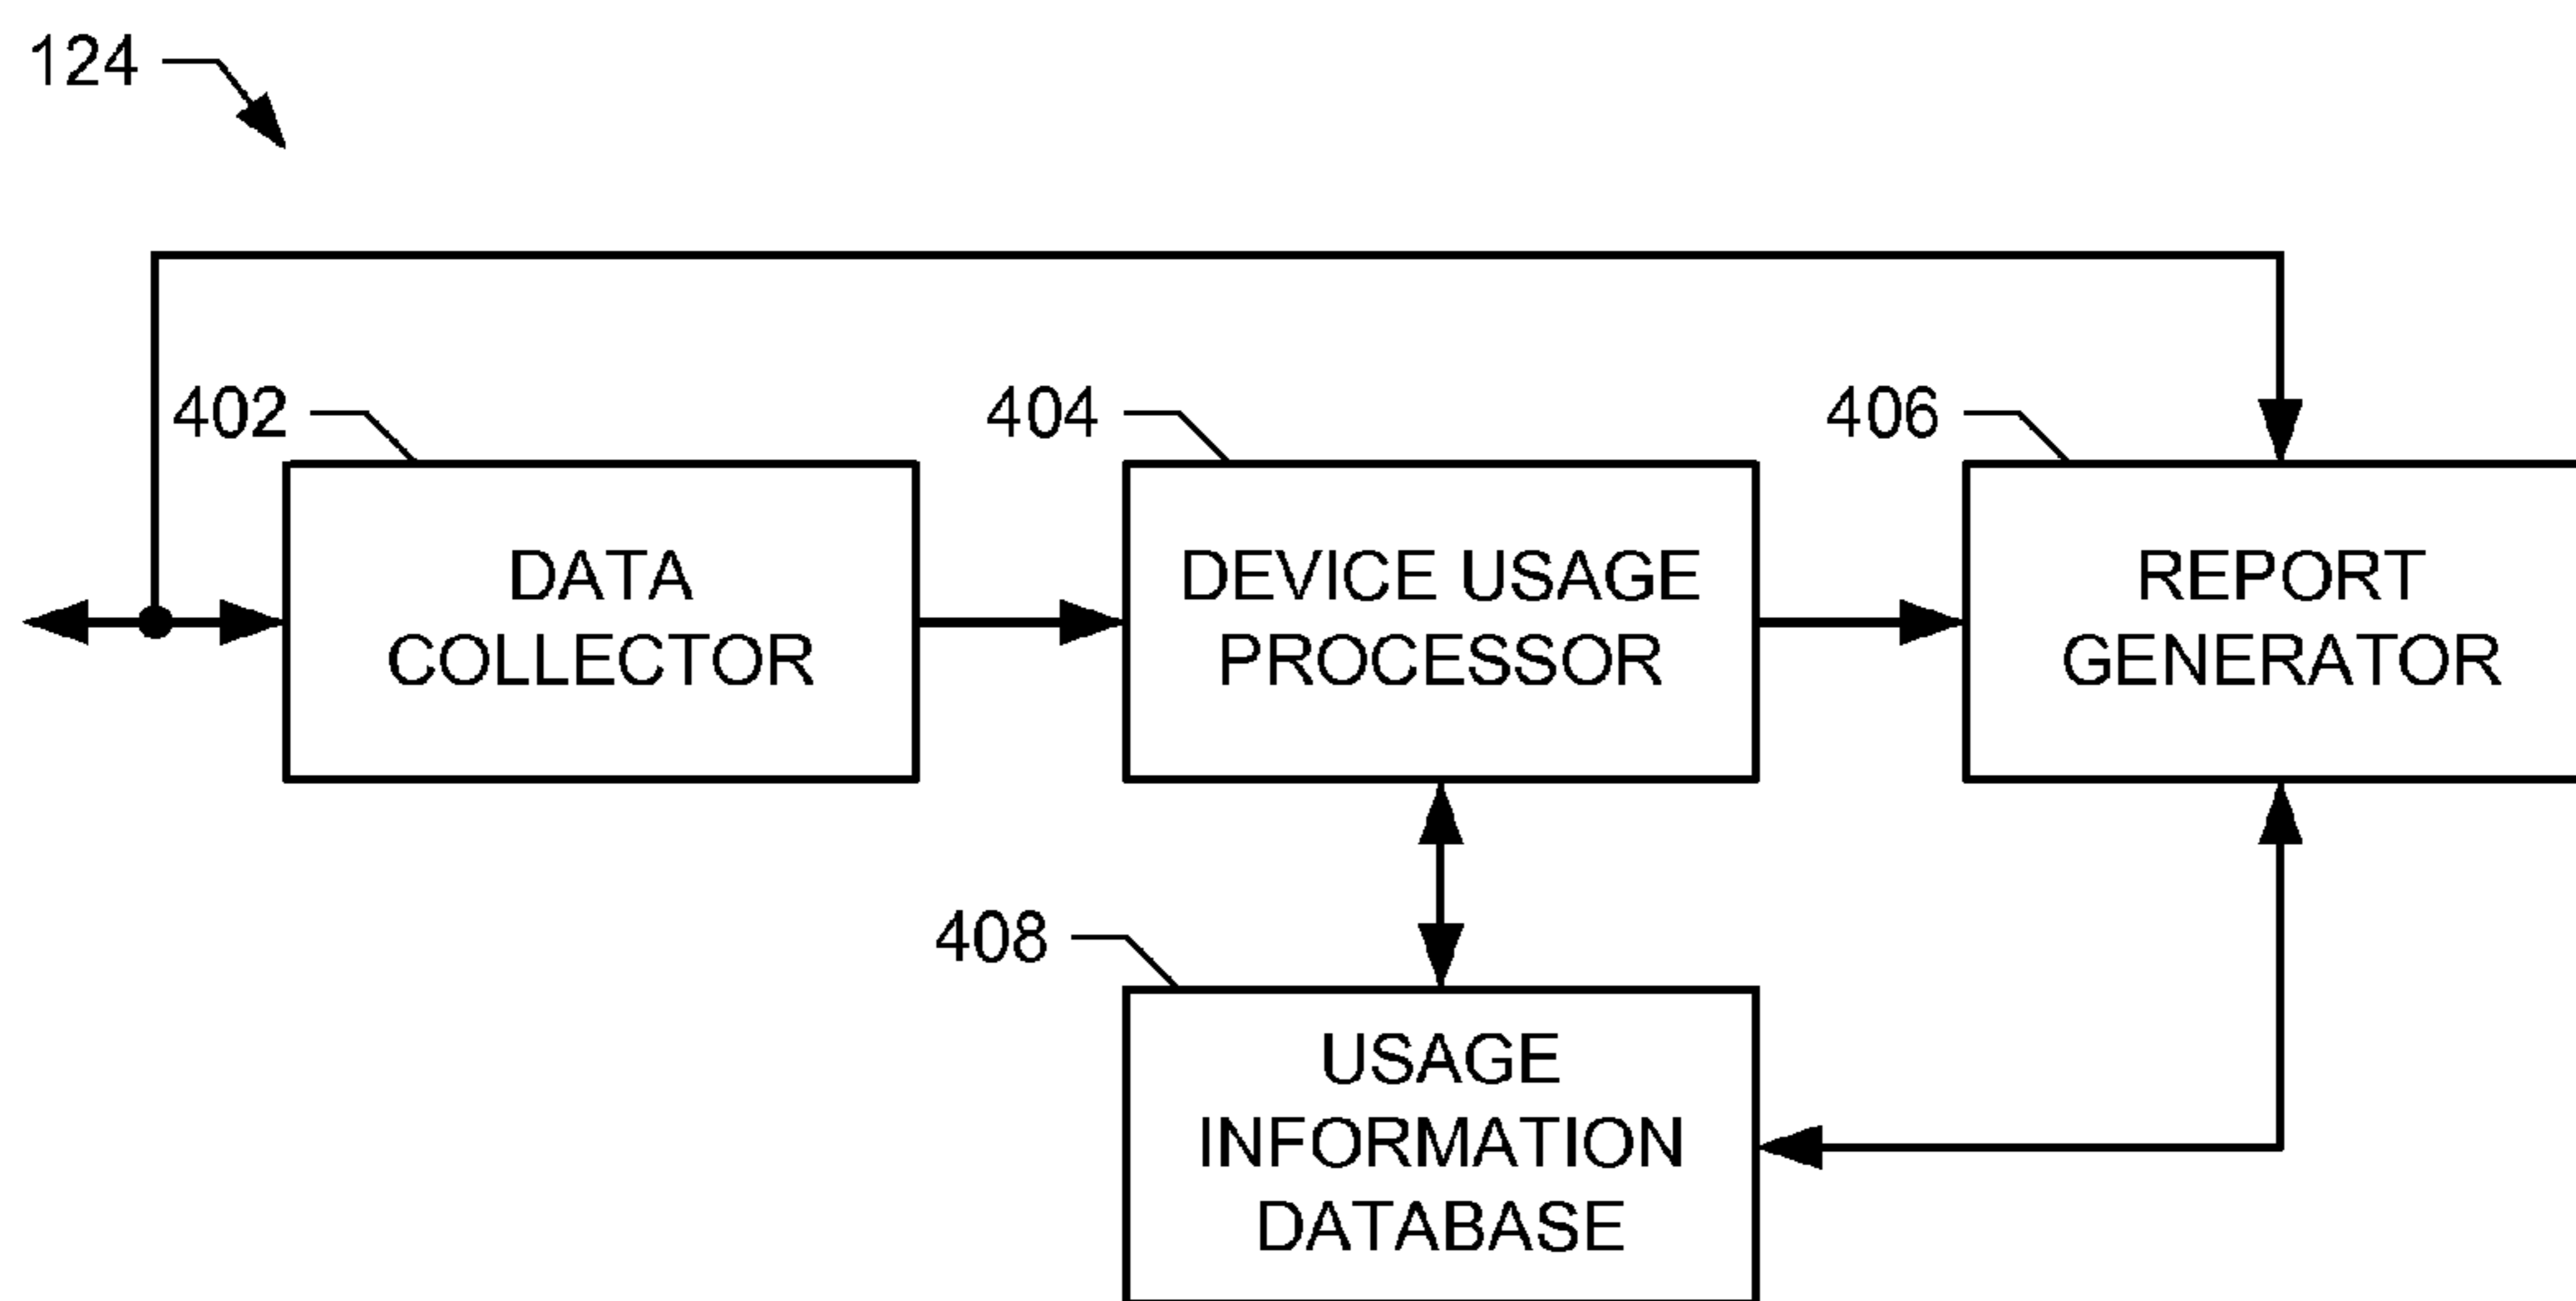 124
402
404
406
DATA
COLLECTOR
DEVICE USAGE
PROCESSOR
REPORT
GENERATOR
408
USAGE
INFORMATION
DATABASE